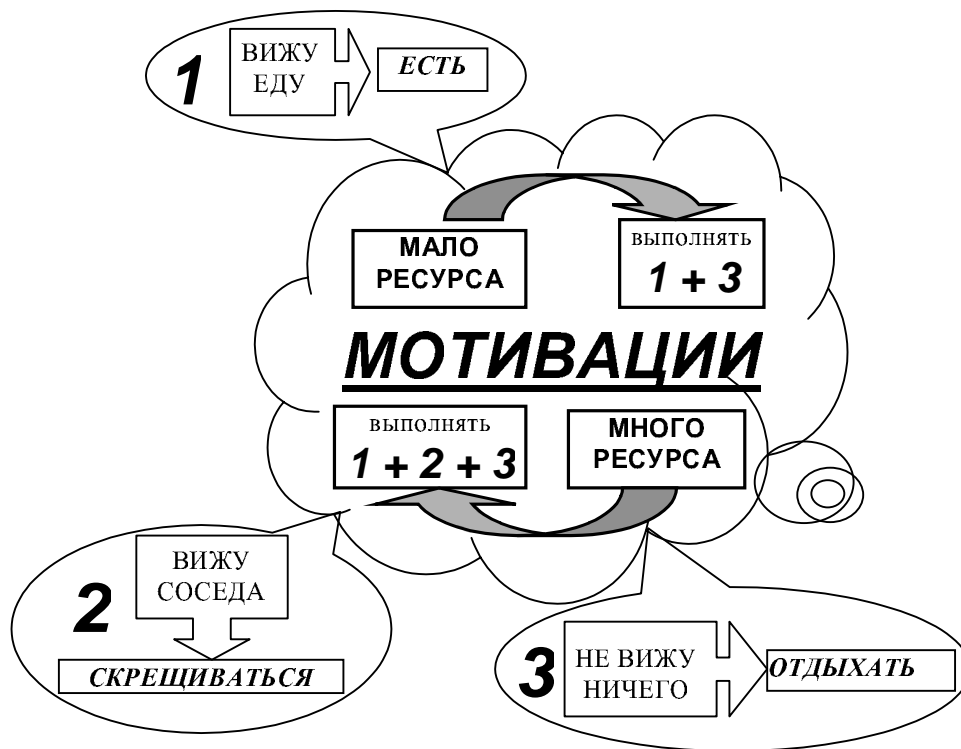 1
ВИЖУ
ЕДУ
ЕСТЬ
МАЛО
РЕСУРСА
ВЫПОЛНЯТЬ
1 + 3
МОТИВАЦИИ
ВЫПОЛНЯТЬ
1 + 2 + 3
МНОГО
РЕСУРСА
2
ВИЖУ
СОСЕДА
СКРЕЩИВАТЬСЯ
3
НЕ ВИЖУ
НИЧЕГО
ОТДЫХАТЬ